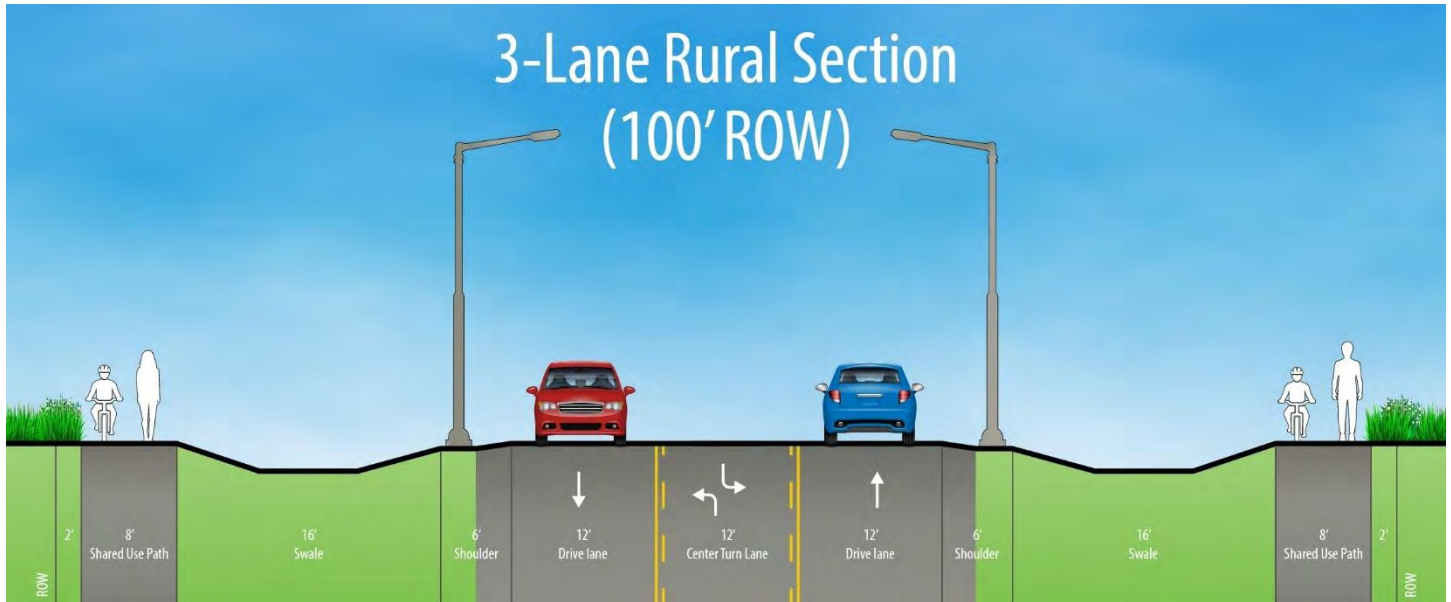 3-Lane Rural Section
(100' ROW)
ROW
2'
8'
Shared Use Path
16'
Swale
6'
Shoulder
12'
Drive lane
12'
Center Turn Lane
12'
Drive lane
6'
Shoulder
16'
Swale
8'
Shared Use Path
2'
ROW